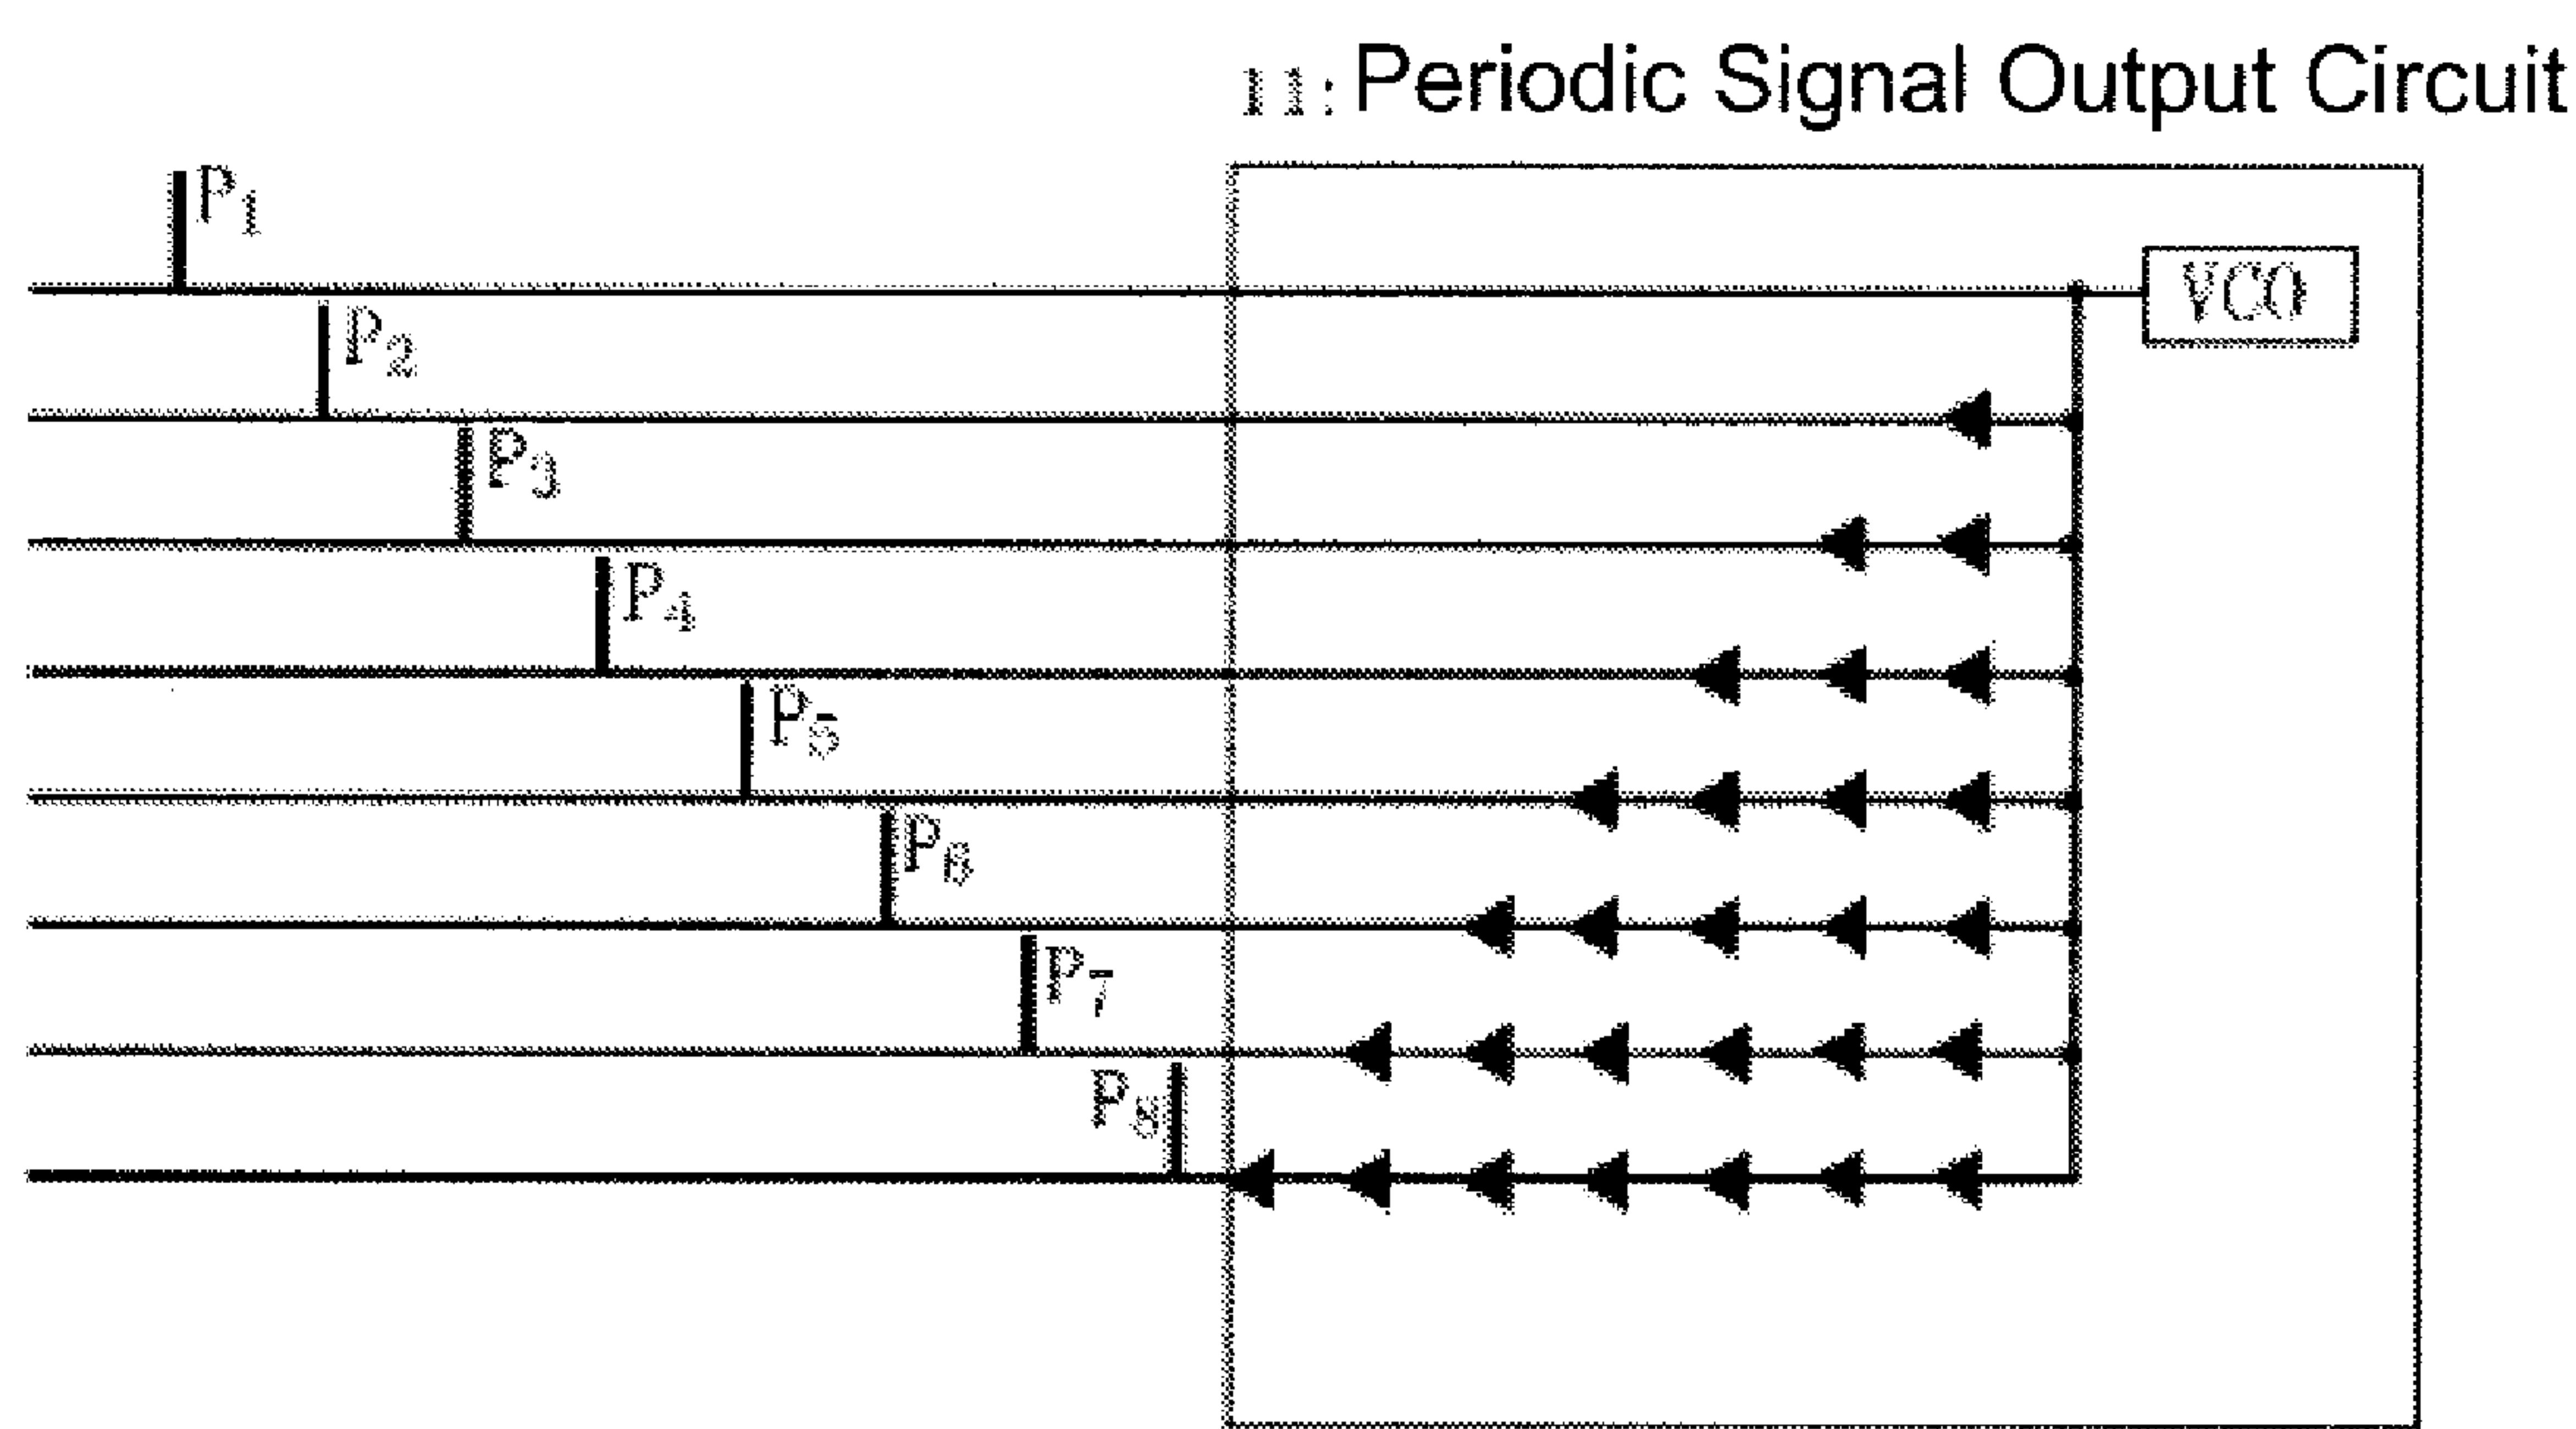 11: Periodic Signal Output Circuit
P1
VCO
P2
P3
P4
P5
P6
P7
P8